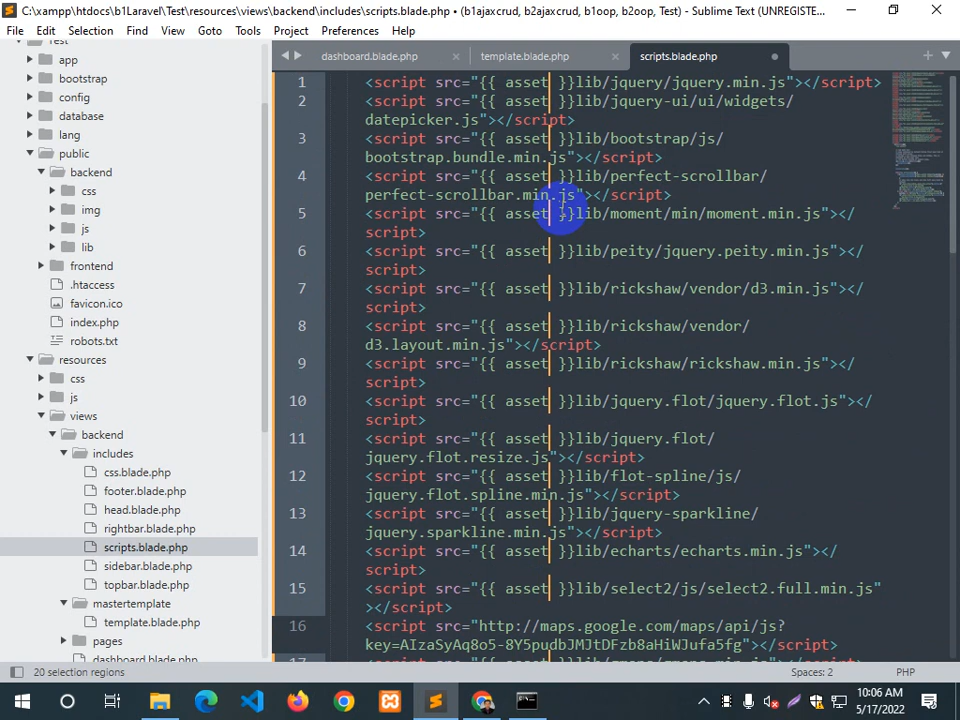 C:\xampp\htdocs\b1Laravel\Test\resources\views\backend\includes\scripts.blade.php • (b1ajaxcrud, b2ajaxcrud, b1oop, b2oop, Test) - Sublime Text (UNREGISTE...
File Edit Selection Find View Goto Tools Project Preferences Help
Test
app
bootstrap
config
database
lang
public
backend
css
img
js
lib
frontend
.htaccess
favicon.ico
index.php
robots.txt
resources
css
js
views
backend
includes
css.blade.php
footer.blade.php
head.blade.php
rightbar.blade.php
scripts.blade.php
sidebar.blade.php
topbar.blade.php
mastertemplate
template.blade.php
pages
dashboard.blade.php
dashboard.blade.php × template.blade.php × scripts.blade.php
1 <script src="{{ asset }}lib/jquery/jquery.min.js"></script>
2 <script src="{{ asset }}lib/jquery-ui/ui/widgets/
datepicker.js"></script>
3 <script src="{{ asset }}lib/bootstrap/js/
bootstrap.bundle.min.js"></script>
4 <script src="{{ asset }}lib/perfect-scrollbar/
perfect-scrollbar.min.js"></script>
5 <script src="{{ asset }}lib/moment/min/moment.min.js"></
script>
6 <script src="{{ asset }}lib/peity/jquery.peity.min.js"></
script>
7 <script src="{{ asset }}lib/rickshaw/vendor/d3.min.js"></
script>
8 <script src="{{ asset }}lib/rickshaw/vendor/
d3.layout.min.js"></script>
9 <script src="{{ asset }}lib/rickshaw/rickshaw.min.js"></
script>
10 <script src="{{ asset }}lib/jquery.flot/jquery.flot.js"></
script>
11 <script src="{{ asset }}lib/jquery.flot/
jquery.flot.resize.js"></script>
12 <script src="{{ asset }}lib/flot-spline/js/
jquery.flot.spline.min.js"></script>
13 <script src="{{ asset }}lib/jquery-sparkline/
jquery.sparkline.min.js"></script>
14 <script src="{{ asset }}lib/echarts/echarts.min.js"></
script>
15 <script src="{{ asset }}lib/select2/js/select2.full.min.js"
></script>
16 <script src="http://maps.google.com/maps/api/js?
key=AIzaSyAq8o5-8Y5pudbJMJtDFzb8aHiWJufa5fg"></script>
20 selection regions Spaces: 2 PHP
10:06 AM
5/17/2022